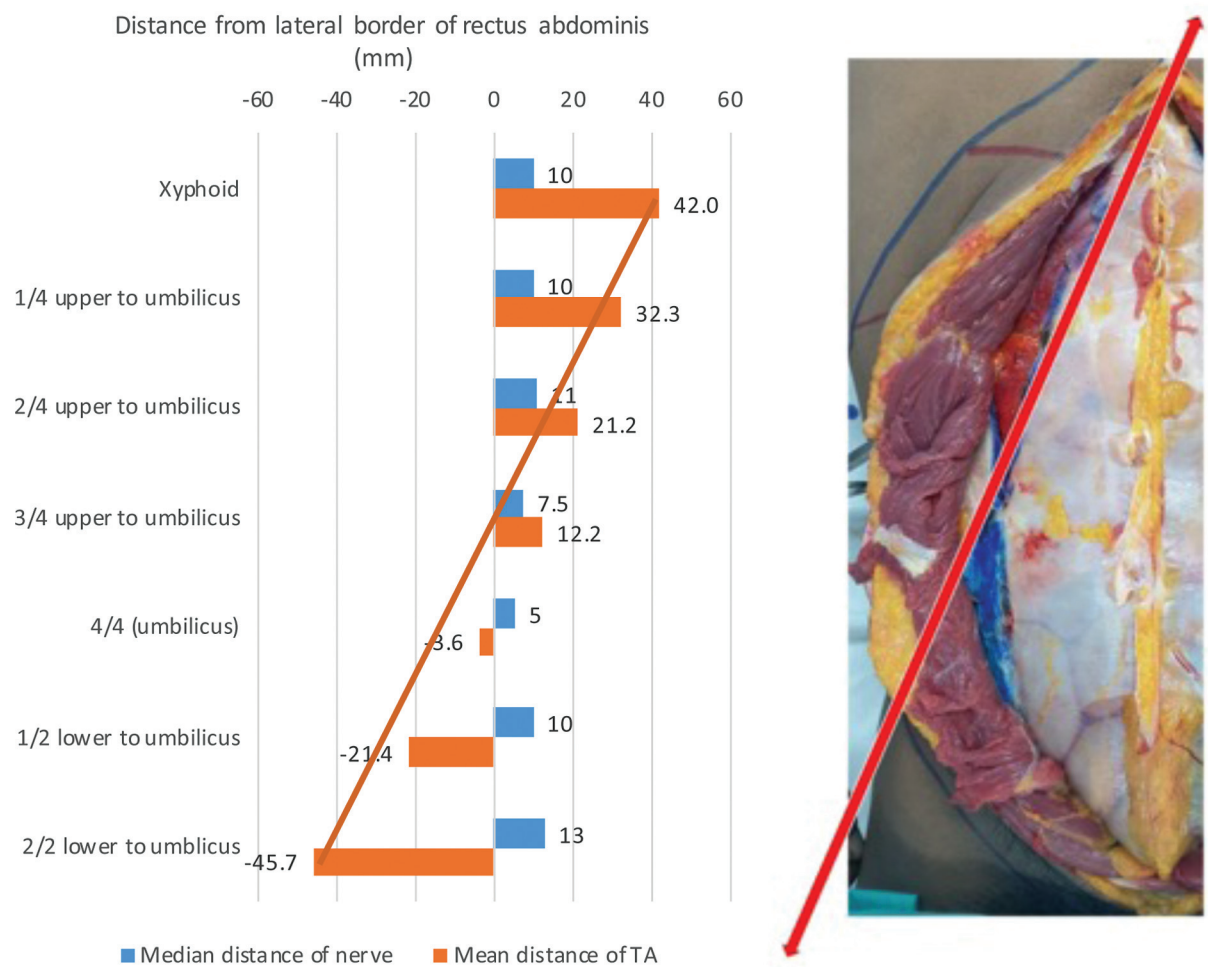 Distance from lateral border of rectus abdominis
(mm)
-60 -40 -20 0 20 40 60
Xyphoid
10
42.0
1/4 upper to umbilicus
10
32.3
2/4 upper to umbilicus
11
21.2
3/4 upper to umbilicus
7.5
12.2
4/4 (umbilicus)
5
-3.6
1/2 lower to umbilicus
10
-21.4
2/2 lower to umblicus
13
-45.7
Median distance of nerve Mean distance of TA